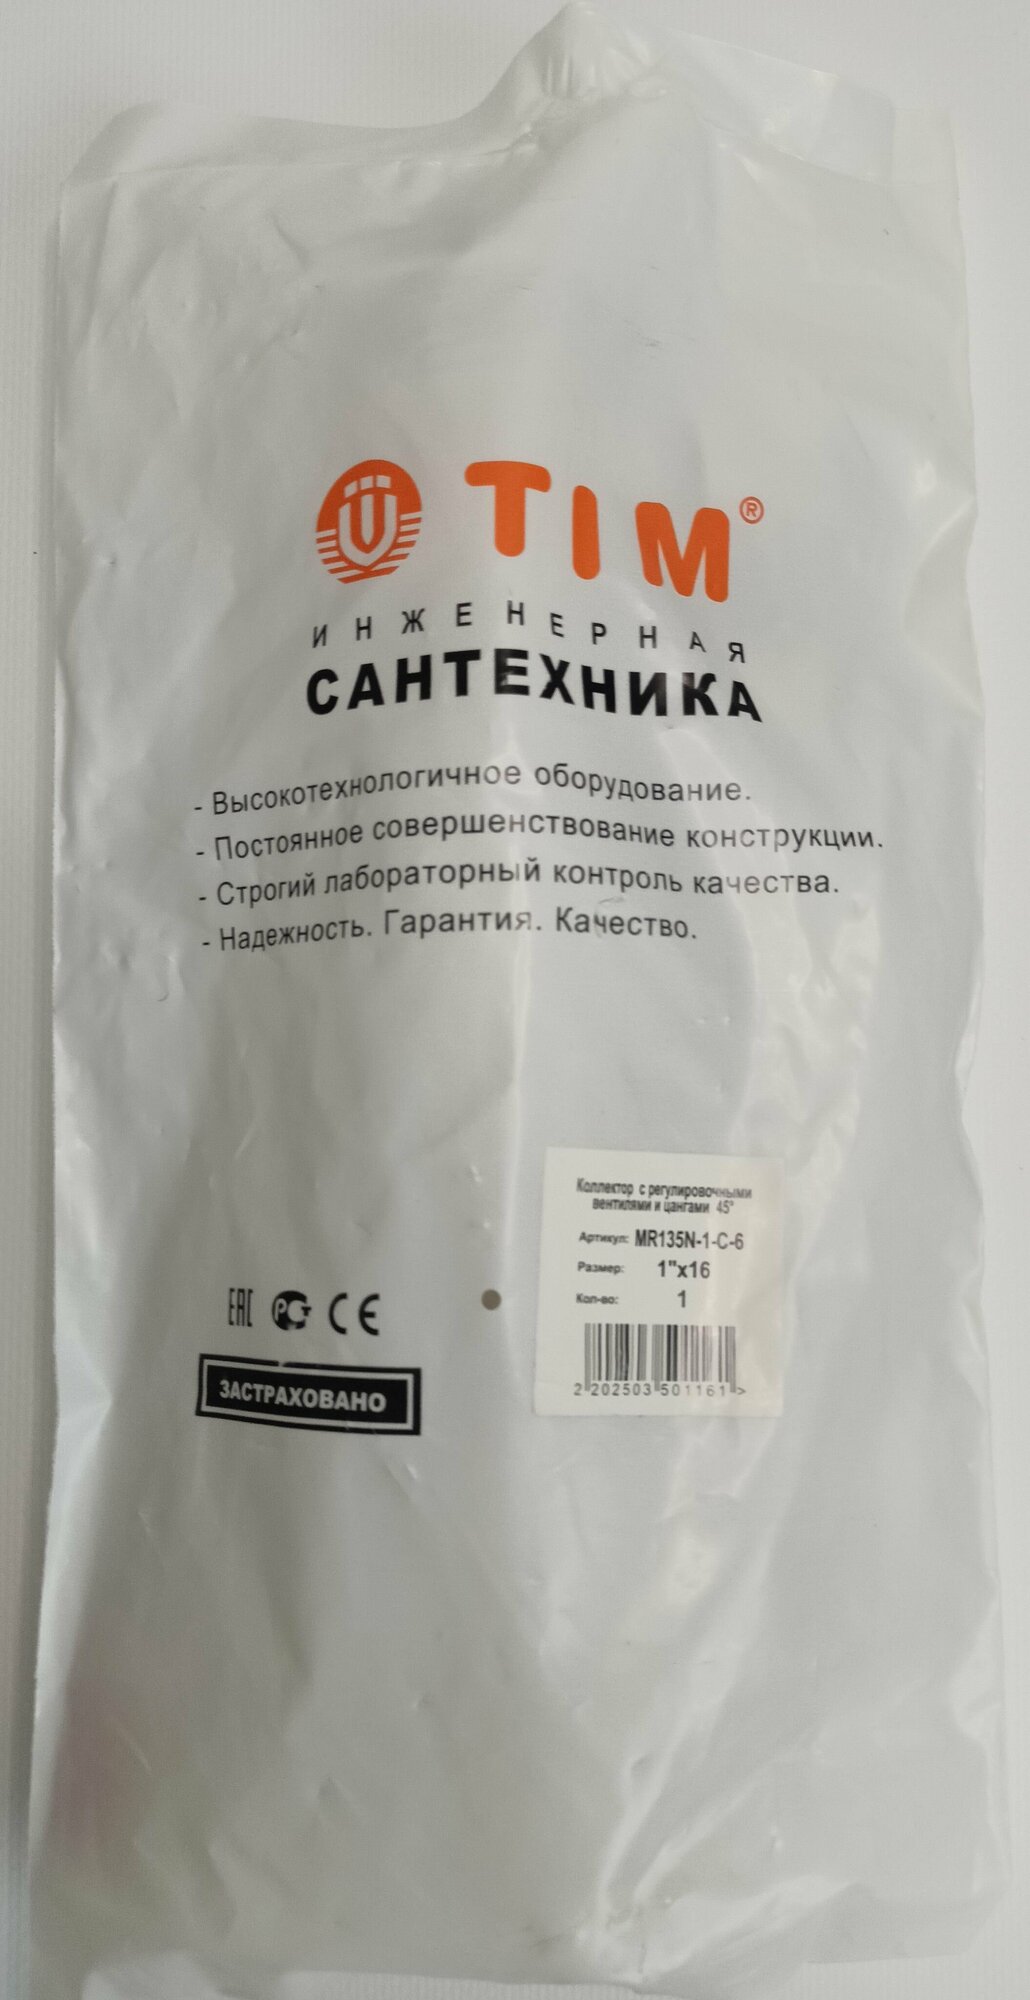 TIM®
ИНЖЕНЕРНАЯ
САНТЕХНИКА
- Высокотехнологичное оборудование.
- Постоянное совершенствование конструкции.
- Строгий лабораторный контроль качества.
- Надежность. Гарантия. Качество.
Коллектор с регулировочными
вентилями и цангами 45°
Артикул: MR135N-1-C-6
Размер: 1"x16
Кол-во: 1
2 202503 501161 >
EAC РСТ CE
ЗАСТРАХОВАНО